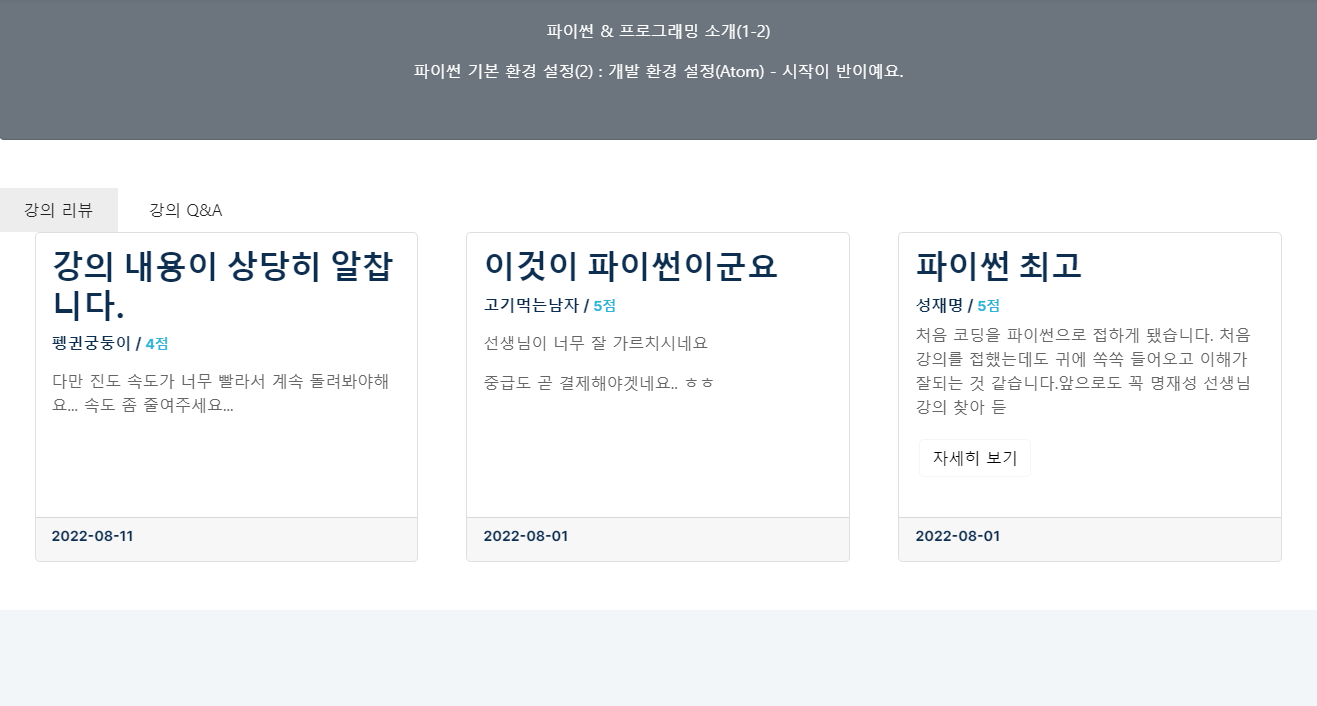 파이썬 & 프로그래밍 소개(1-2)
파이썬 기본 환경 설정(2) : 개발 환경 설정(Atom) - 시작이 반이예요.
강의 리뷰
강의 Q&A
강의 내용이 상당히 알찹
니다.
펭귄궁둥이 / 4점
다만 진도 속도가 너무 빨라서 계속 돌려봐야해
요... 속도 좀 줄여주세요...
2022-08-11
이것이 파이썬이군요
고기먹는남자 / 5점
선생님이 너무 잘 가르치시네요
중급도 곧 결제해야겟네요.. ㅎㅎ
2022-08-01
파이썬 최고
성재명 / 5점
처음 코딩을 파이썬으로 접하게 됐습니다. 처음
강의를 접했는데도 귀에 쏙쏙 들어오고 이해가
잘되는 것 같습니다.앞으로도 꼭 명재성 선생님
강의 찾아 듣
자세히 보기
2022-08-01